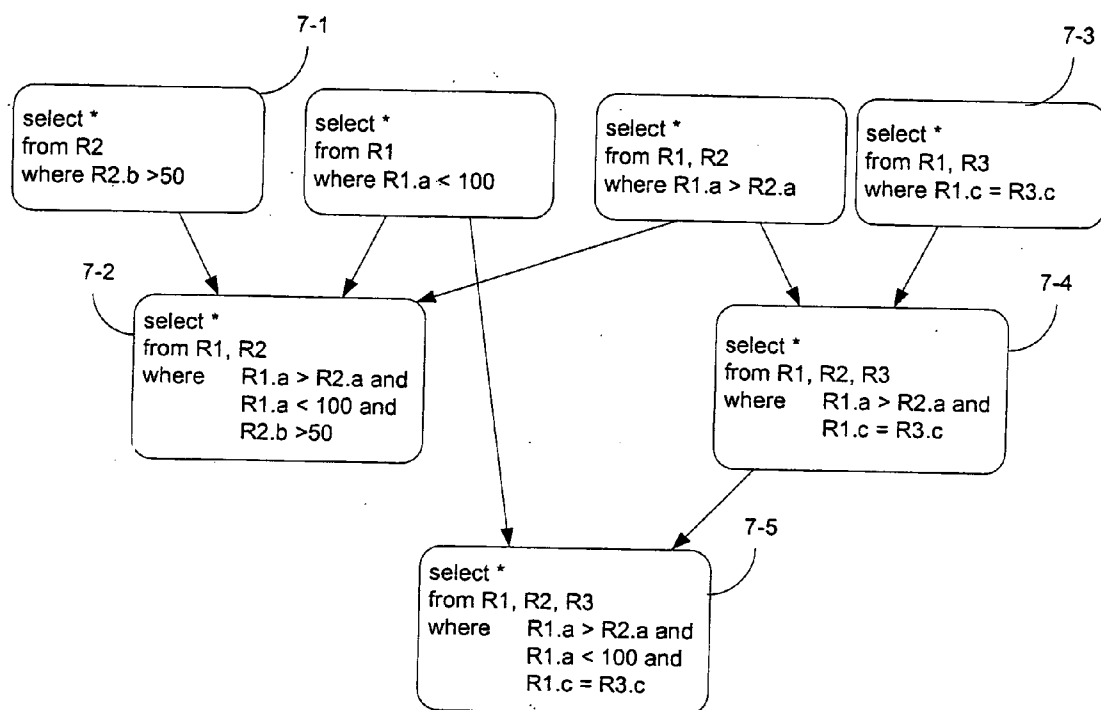 7-1
7-3
select *
from R2
where R2.b >50
select *
from R1
where R1.a < 100
select *
from R1, R2
where R1.a > R2.a
select *
from R1, R3
where R1.c = R3.c
7-2
7-4
select *
from R1, R2
where R1.a > R2.a and
R1.a < 100 and
R2.b >50
select *
from R1, R2, R3
where R1.a > R2.a and
R1.c = R3.c
7-5
select *
from R1, R2, R3
where R1.a > R2.a and
R1.a < 100 and
R1.c = R3.c